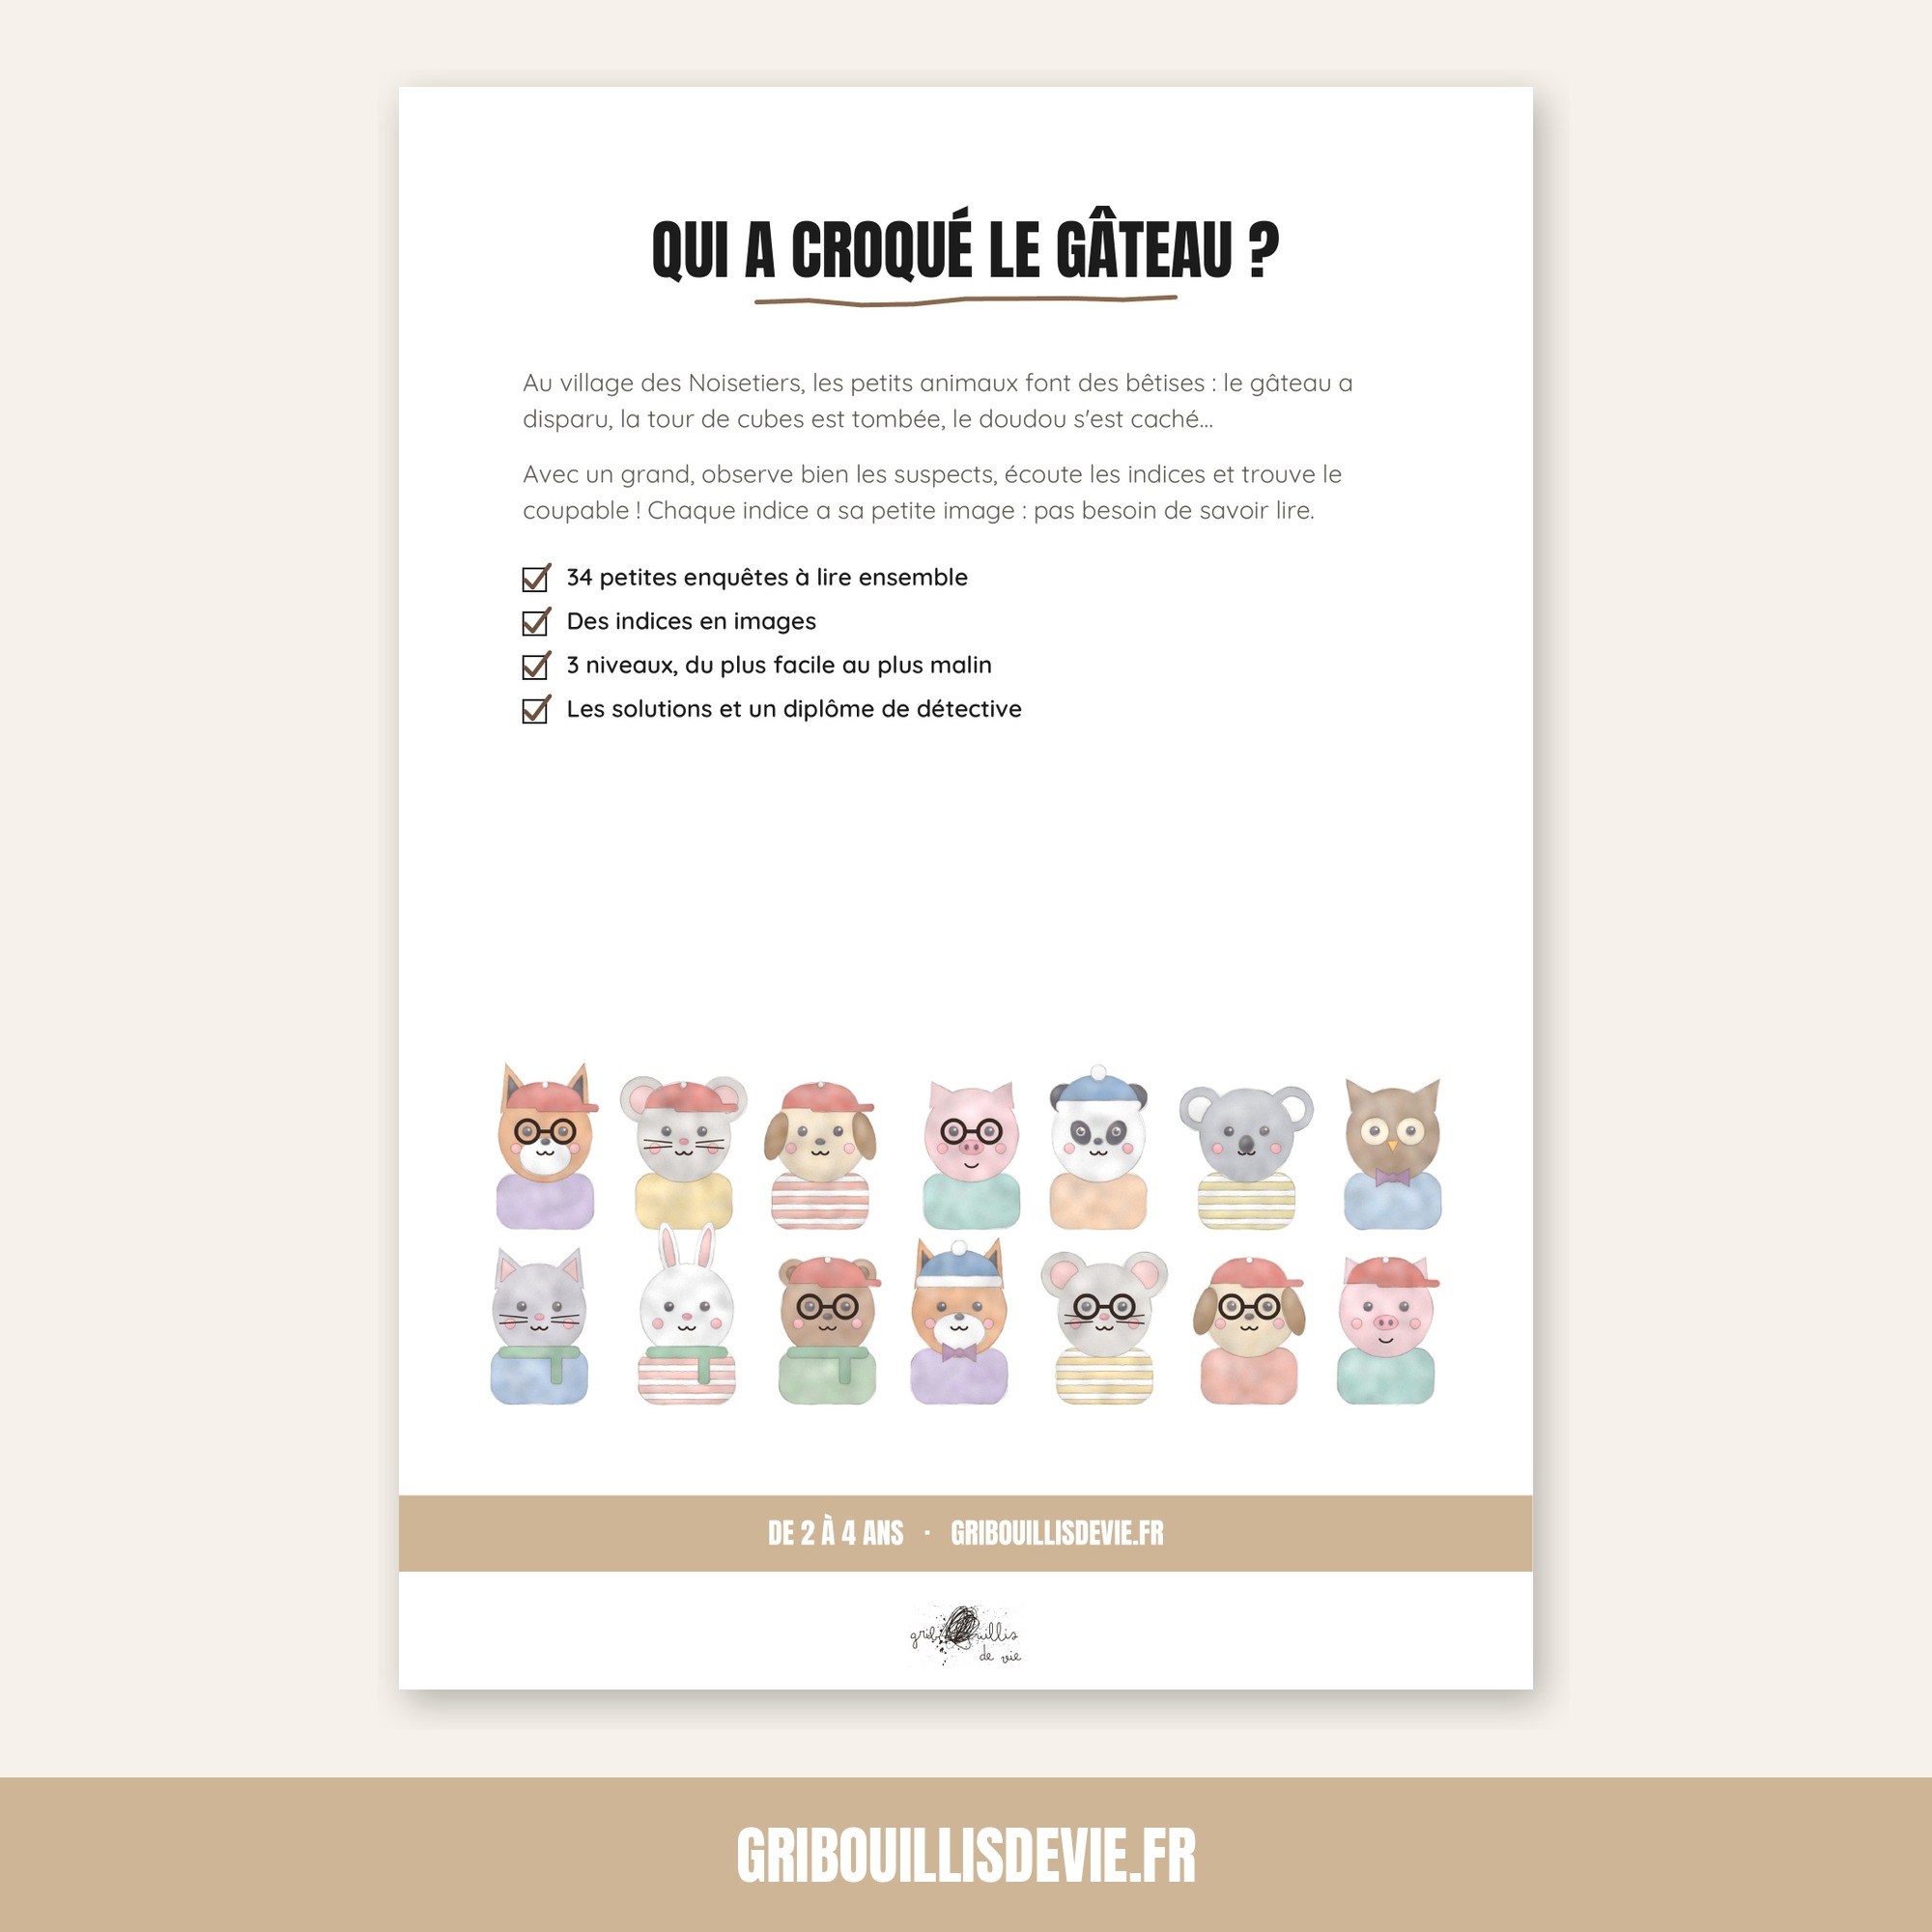 QUI A CROQUÉ LE GÂTEAU ?
Au village des Noisetiers, les petits animaux font des bêtises : le gâteau a
disparu, la tour de cubes est tombée, le doudou s'est caché...
Avec un grand, observe bien les suspects, écoute les indices et trouve le
coupable ! Chaque indice a sa petite image : pas besoin de savoir lire.
34 petites enquêtes à lire ensemble
Des indices en images
3 niveaux, du plus facile au plus malin
Les solutions et un diplôme de détective
DE 2 À 4 ANS · GRIBOUILLISDEVIE.FR
gribouillis
de vie
GRIBOUILLISDEVIE.FR